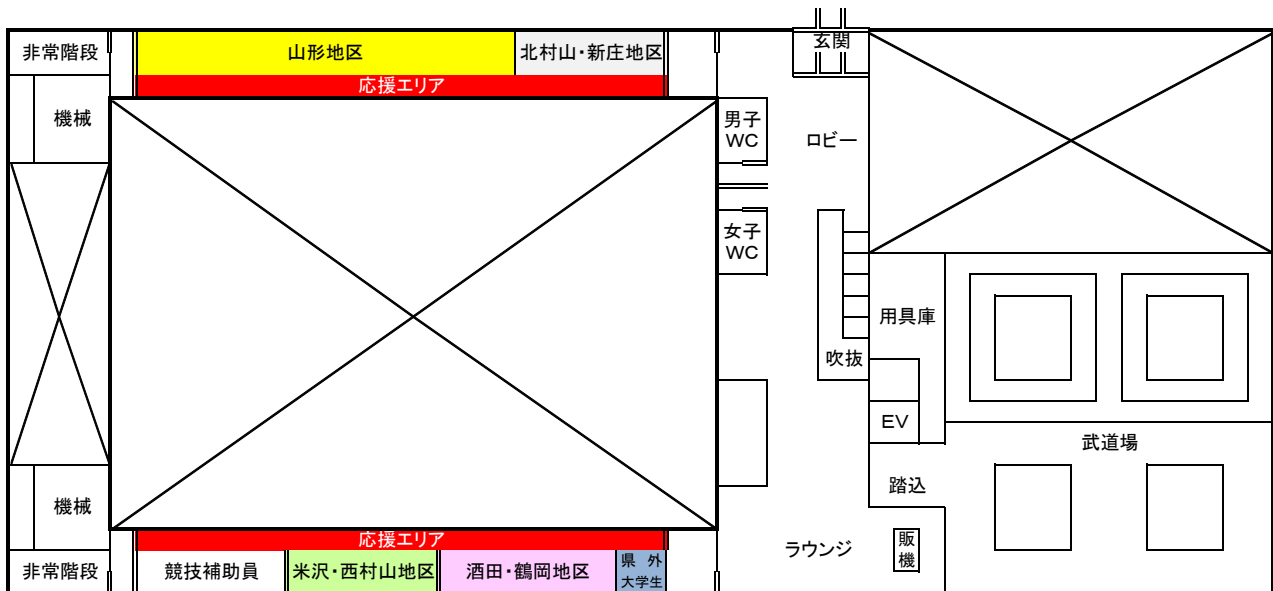 非常階段
山形地区
北村山・新庄地区
玄関
応援エリア
機械
男子
WC
ロビー
女子
WC
用具庫
吹抜
EV
武道場
機械
踏込
応援エリア
ラウンジ
販
機
非常階段
競技補助員
米沢・西村山地区
酒田・鶴岡地区
県 外
大学生